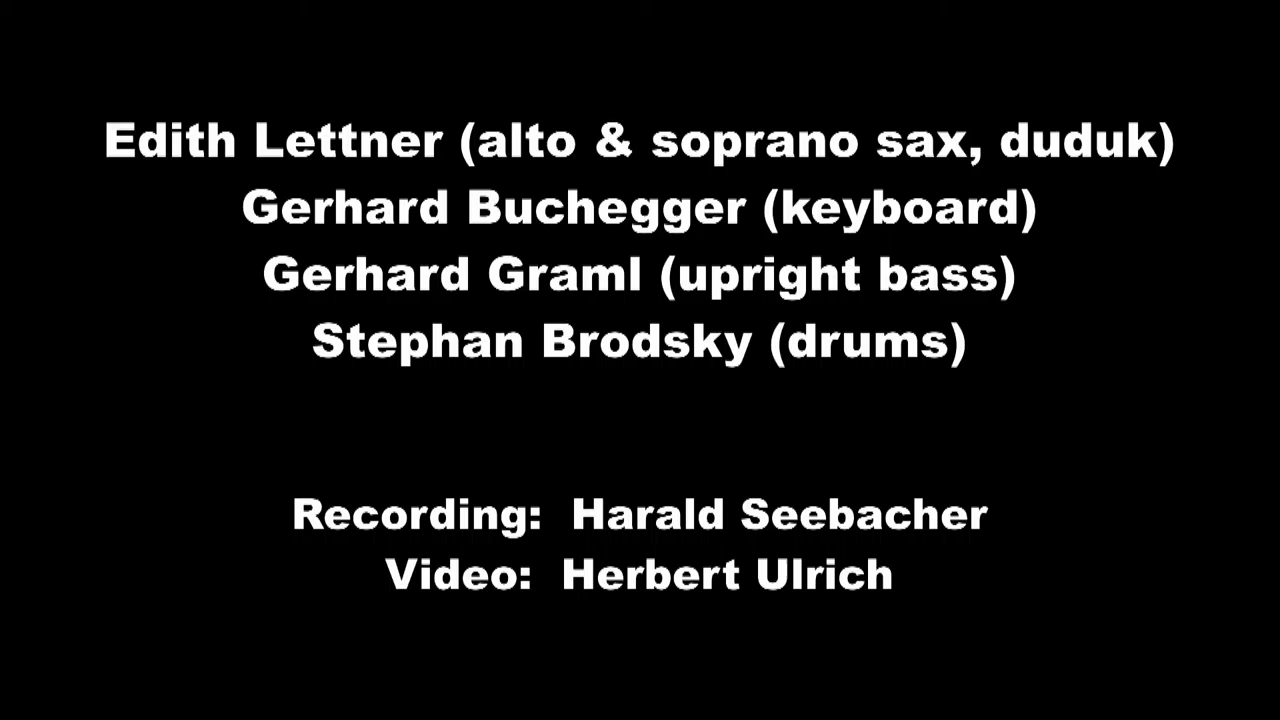 Edith Lettner (alto & soprano sax, duduk)
Gerhard Buchegger (keyboard)
Gerhard Graml (upright bass)
Stephan Brodsky (drums)
Recording:  Harald Seebacher
Video:  Herbert Ulrich